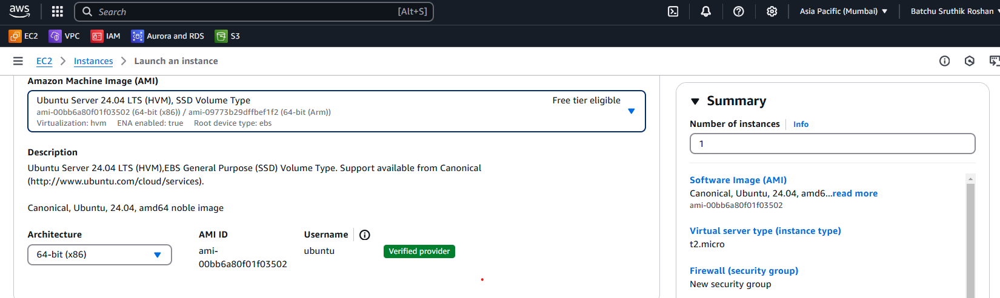 aws
Search
[Alt+S]
Asia Pacific (Mumbai)
Batchu Sruthik Roshan
EC2
VPC
IAM
Aurora and RDS
S3
EC2
Instances
Launch an instance
Amazon Machine Image (AMI)
Ubuntu Server 24.04 LTS (HVM), SSD Volume Type
Free tier eligible
ami-00bb6a80f01f03502 (64-bit (x86)) / ami-09773b29dffbef1f2 (64-bit (Arm))
Virtualization: hvm ENA enabled: true Root device type: ebs
Description
Ubuntu Server 24.04 LTS (HVM),EBS General Purpose (SSD) Volume Type. Support available from Canonical
(http://www.ubuntu.com/cloud/services).
Canonical, Ubuntu, 24.04, amd64 noble image
Architecture
64-bit (x86)
AMI ID
ami-
00bb6a80f01f03502
Username
ubuntu
Verified provider
Summary
Number of instances
Info
1
Software Image (AMI)
Canonical, Ubuntu, 24.04, amd6...read more
ami-00bb6a80f01f03502
Virtual server type (instance type)
t2.micro
Firewall (security group)
New security group